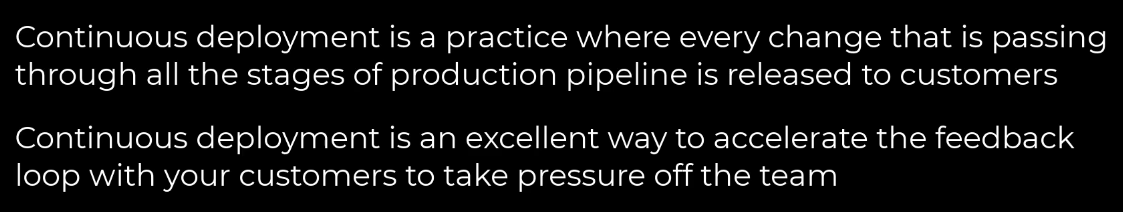 Continuous deployment is a practice where every change that is passing
through all the stages of production pipeline is released to customers
Continuous deployment is an excellent way to accelerate the feedback
loop with your customers to take pressure off the team